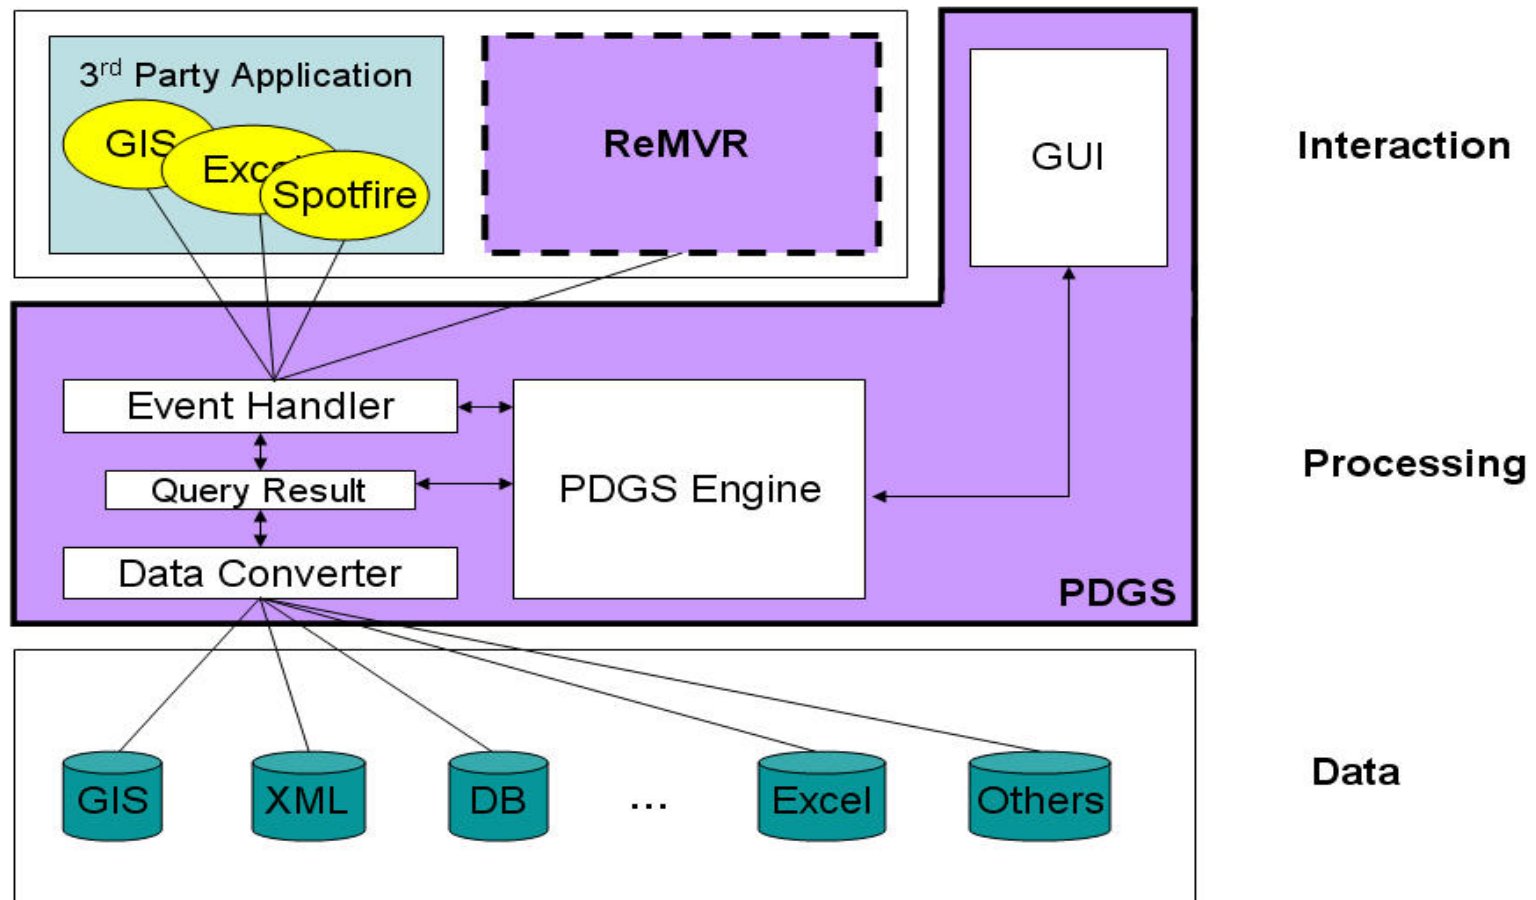 3rd Party Application
GIS
Excel
Spotfire
ReMVR
GUI
Interaction
Event Handler
Query Result
Data Converter
PDGS Engine
PDGS
Processing
GIS
XML
DB
...
Excel
Others
Data